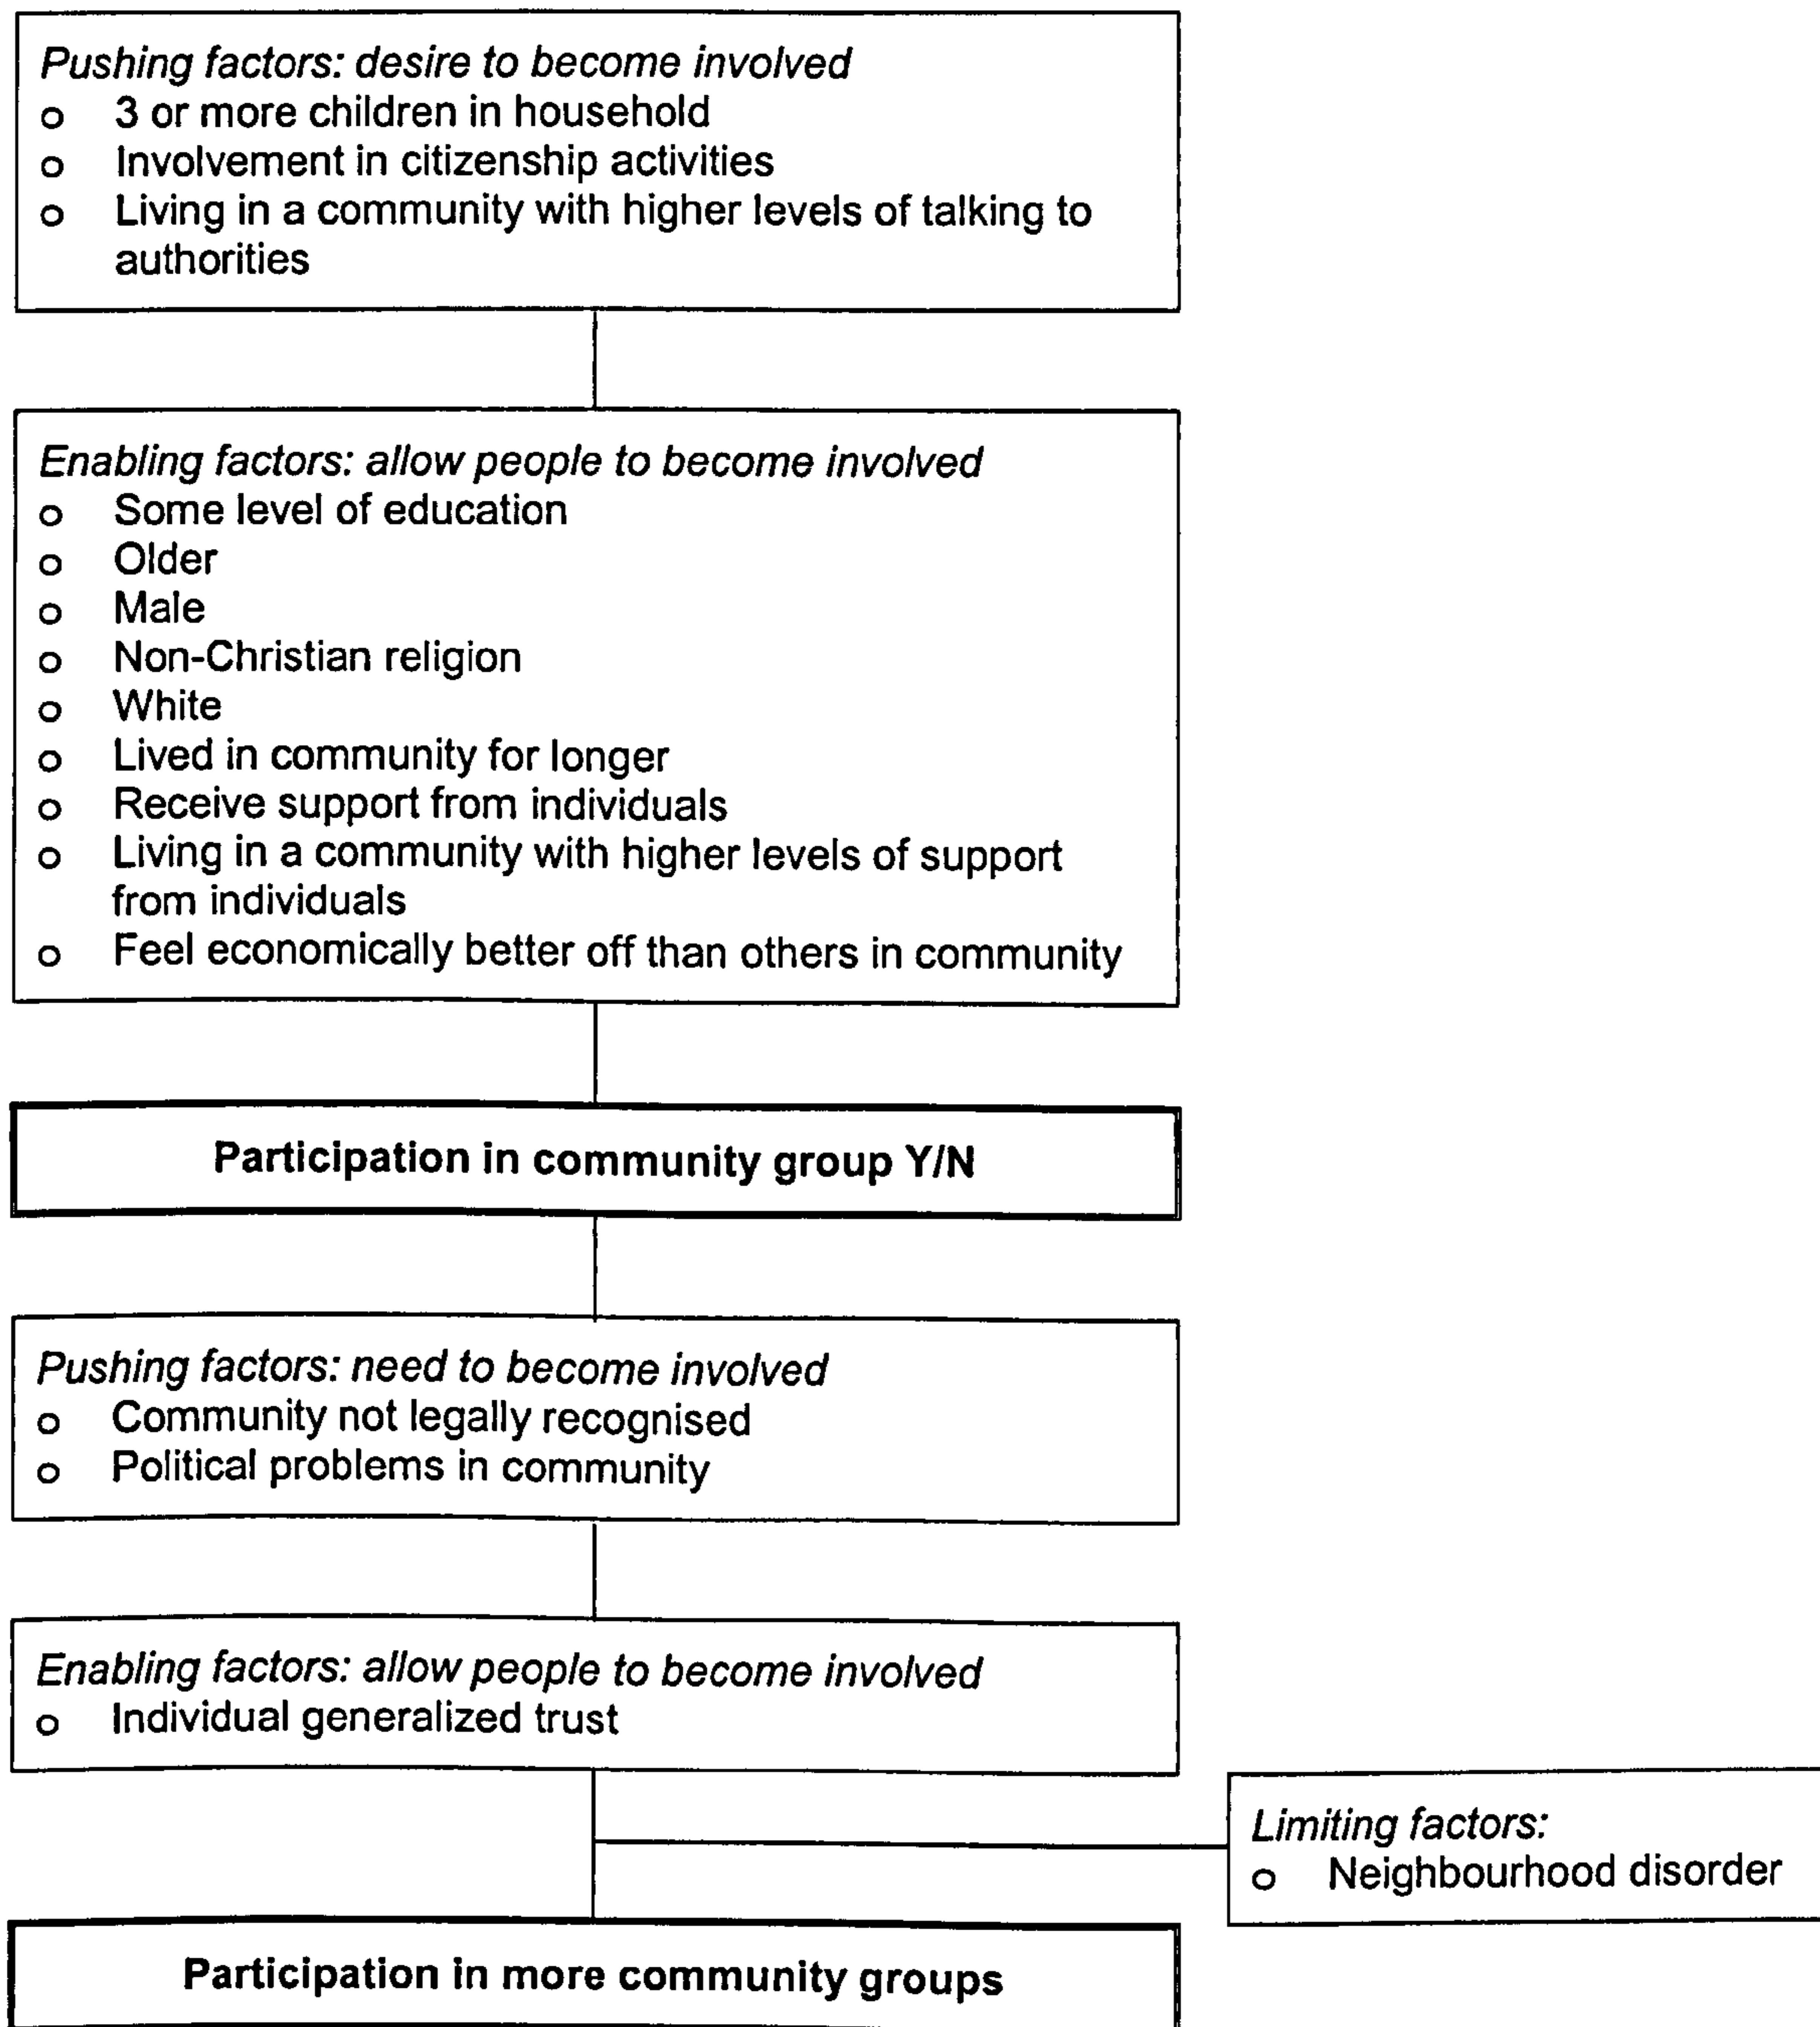 Pushing factors: desire to become involved
o 3 or more children in household
o Involvement in citizenship activities
o Living in a community with higher levels of talking to
authorities
Enabling factors: allow people to become involved
o Some level of education
o Older
o Male
o Non-Christian religion
o White
o Lived in community for longer
o Receive support from individuals
o Living in a community with higher levels of support
from individuals
o Feel economically better off than others in community
Participation in community group Y/N
Pushing factors: need to become involved
o Community not legally recognised
o Political problems in community
Enabling factors: allow people to become involved
o Individual generalized trust
Limiting factors:
o Neighbourhood disorder
Participation in more community groups